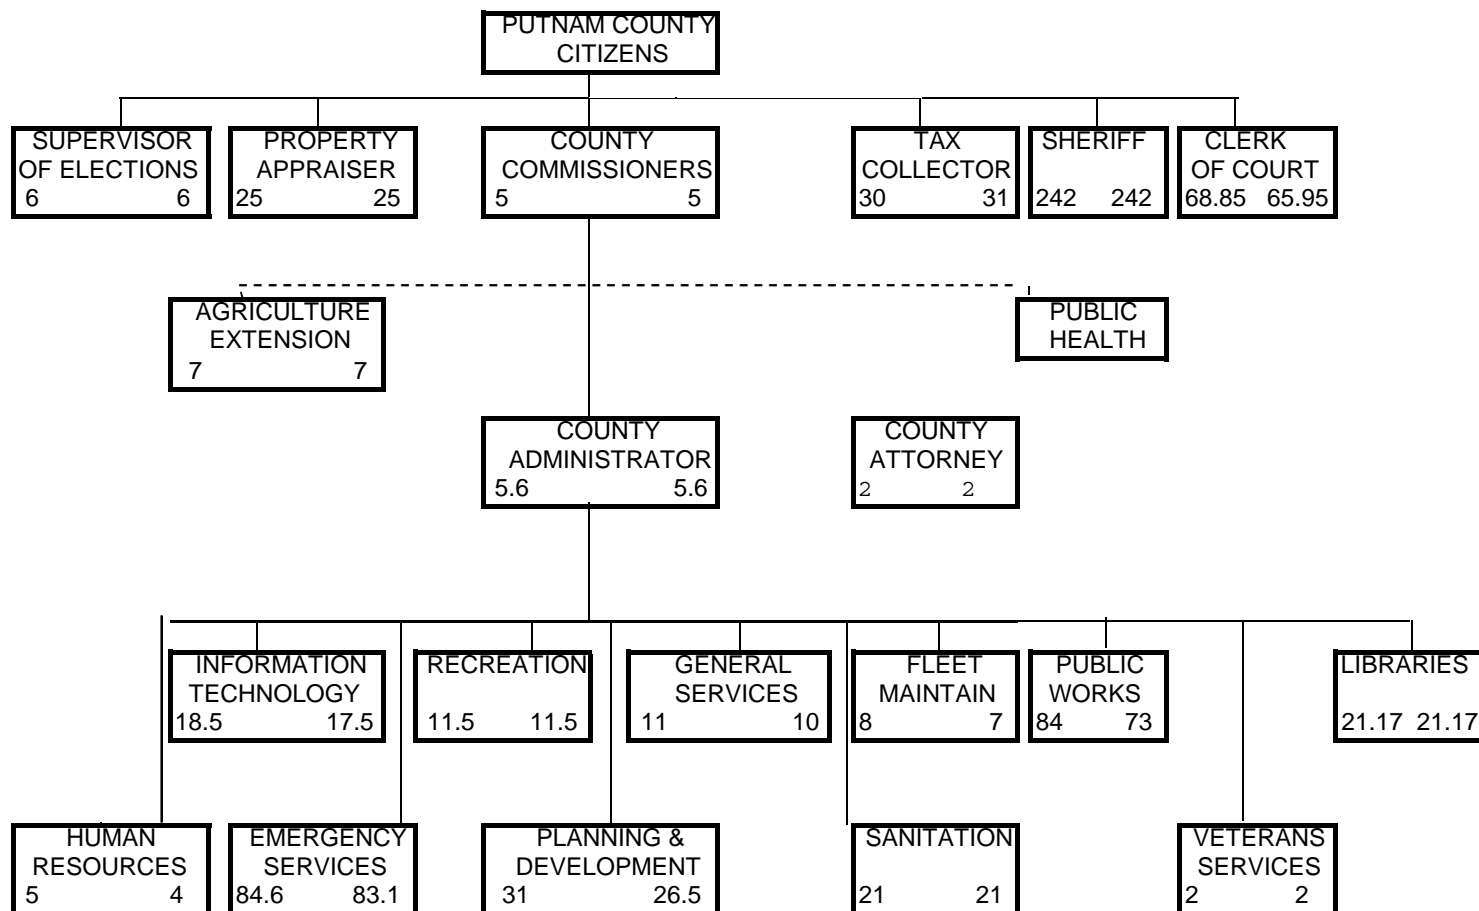 PUTNAM COUNTY
CITIZENS
SUPERVISOR
OF ELECTIONS
6 6
PROPERTY
APPRAISER
25 25
COUNTY
COMMISSIONERS
5 5
TAX
COLLECTOR
30 31
SHERIFF
242 242
CLERK
OF COURT
68.85 65.95
AGRICULTURE
EXTENSION
7 7
PUBLIC
HEALTH
COUNTY
ADMINISTRATOR
5.6 5.6
COUNTY
ATTORNEY
2 2
INFORMATION
TECHNOLOGY
18.5 17.5
RECREATION
11.5 11.5
GENERAL
SERVICES
11 10
FLEET
MAINTAIN
8 7
PUBLIC
WORKS
84 73
LIBRARIES
21.17 21.17
HUMAN
RESOURCES
5 4
EMERGENCY
SERVICES
84.6 83.1
PLANNING &
DEVELOPMENT
31 26.5
SANITATION
21 21
VETERANS
SERVICES
2 2